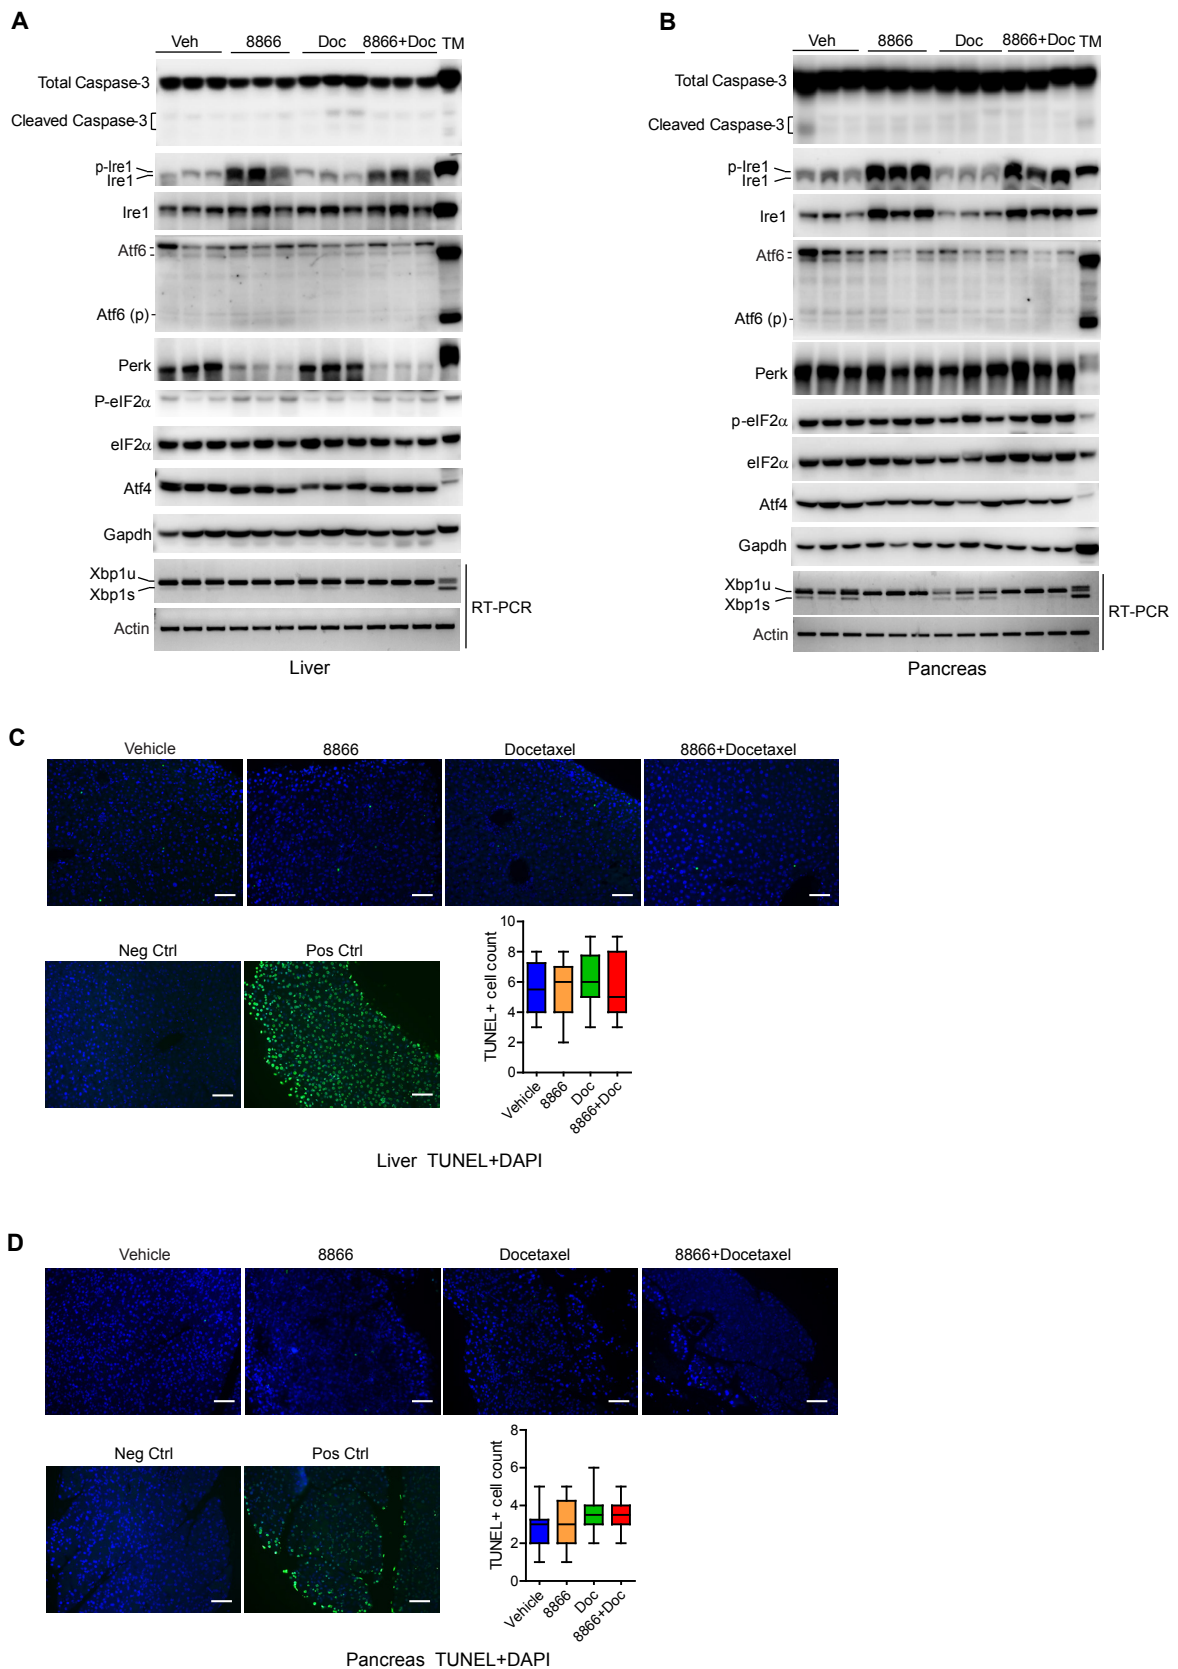 A
Veh 8866 Doc 8866+Doc TM
Total Caspase-3
Cleaved Caspase-3
p-Ire1
Ire1
Ire1
Atf6
Atf6 (p)
Perk
P-eIF2α
eIF2α
Atf4
Gapdh
Xbp1u
Xbp1s
RT-PCR
Actin
Liver
B
Veh 8866 Doc 8866+Doc TM
Total Caspase-3
Cleaved Caspase-3
p-Ire1
Ire1
Ire1
Atf6
Atf6 (p)
Perk
p-eIF2α
eIF2α
Atf4
Gapdh
Xbp1u
Xbp1s
RT-PCR
Actin
Pancreas
C
Vehicle 8866 Docetaxel 8866+Docetaxel
Neg Ctrl Pos Ctrl
TUNEL+ cell count
10
8
6
4
2
0
Vehicle
8866
Doc
8866+Doc
Liver TUNEL+DAPI
D
Vehicle 8866 Docetaxel 8866+Docetaxel
Neg Ctrl Pos Ctrl
TUNEL+ cell count
8
6
4
2
0
Vehicle
8866
Doc
8866+Doc
Pancreas TUNEL+DAPI